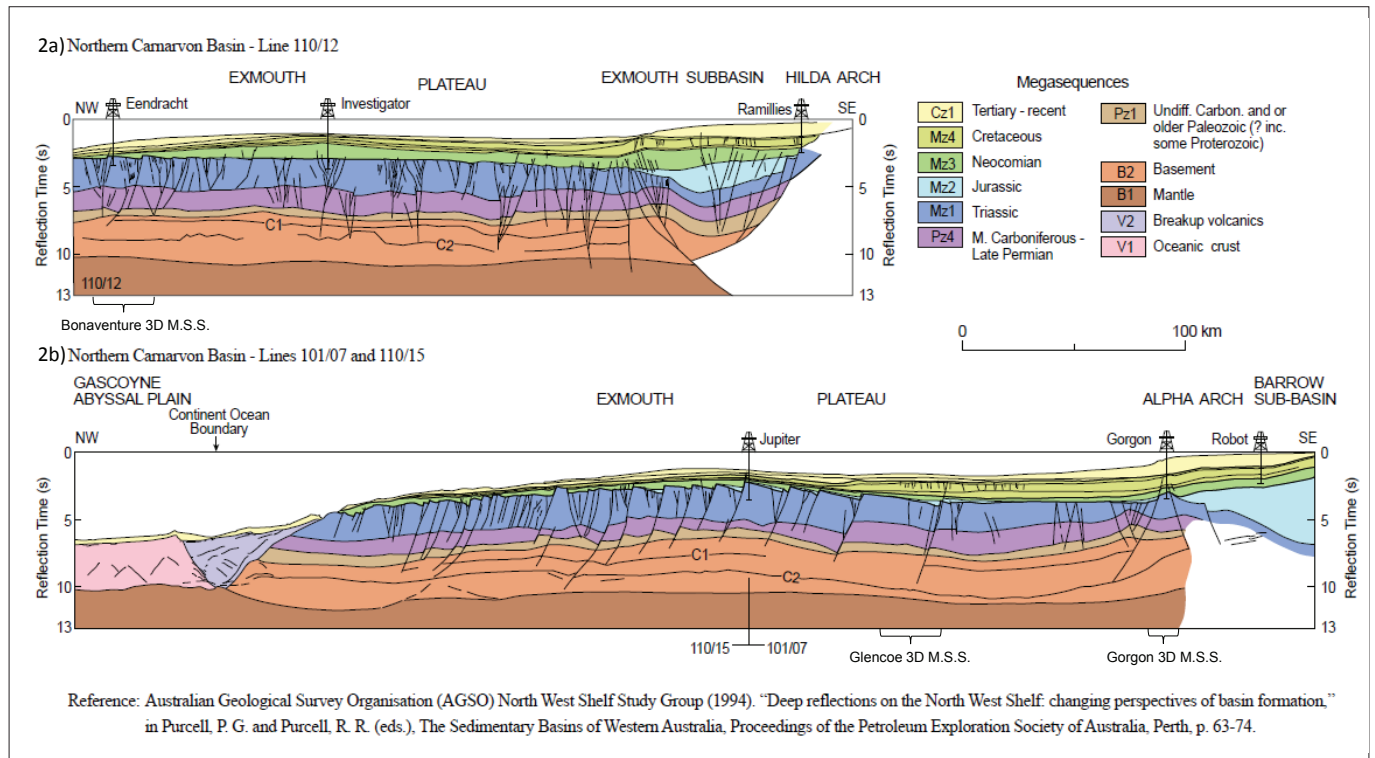 2a) Northern Carnarvon Basin - Line 110/12
EXMOUTH PLATEAU EXMOUTH SUBBASIN HILDA ARCH
NW Eendracht Investigator Ramillies SE
0
5
10
13
Reflection Time (s)
0
5
10
13
Reflection Time (s)
C1
C2
110/12
Bonaventure 3D M.S.S.
Megasequences
Cz1 Tertiary - recent
Mz4 Cretaceous
Mz3 Neocomian
Mz2 Jurassic
Mz1 Triassic
Pz4 M. Carboniferous -
Late Permian
Pz1 Undiff. Carbon. and or
older Paleozoic (? inc.
some Proterozoic)
B2 Basement
B1 Mantle
V2 Breakup volcanics
V1 Oceanic crust
0 100 km
2b) Northern Carnarvon Basin - Lines 101/07 and 110/15
GASCOYNE
ABYSSAL PLAIN
EXMOUTH PLATEAU ALPHA ARCH
BARROW
SUB-BASIN
Continent Ocean
Boundary
NW Jupiter Gorgon Robot SE
0
5
10
13
Reflection Time (s)
0
5
10
13
Reflection Time (s)
C1
C2
110/15 101/07
Glencoe 3D M.S.S.
Gorgon 3D M.S.S.
Reference: Australian Geological Survey Organisation (AGSO) North West Shelf Study Group (1994). “Deep reflections on the North West Shelf: changing perspectives of basin formation,”
in Purcell, P. G. and Purcell, R. R. (eds.), The Sedimentary Basins of Western Australia, Proceedings of the Petroleum Exploration Society of Australia, Perth, p. 63-74.